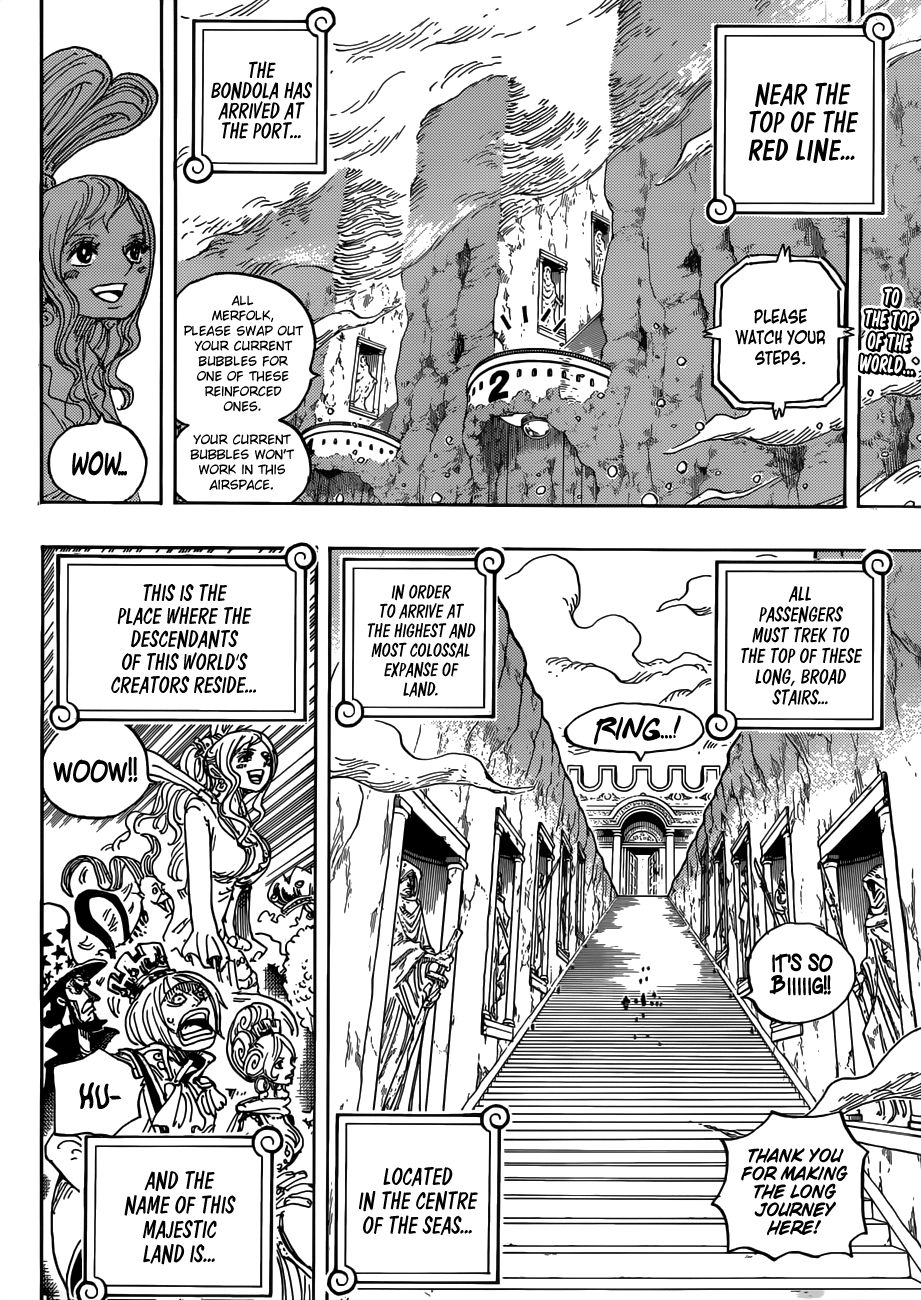 TO
THE TOP
OF THE
WORLD...
NEAR THE
TOP OF THE
RED LINE...
PLEASE
WATCH YOUR
STEPS.
THE
BONDOLA HAS
ARRIVED AT
THE PORT...
2
ALL
MERFOLK,
PLEASE SWAP OUT
YOUR CURRENT
BUBBLES FOR
ONE OF THESE
REINFORCED
ONES.
YOUR CURRENT
BUBBLES WON'T
WORK IN THIS
AIRSPACE.
WOW...
ALL
PASSENGERS
MUST TREK TO
THE TOP OF THESE
LONG, BROAD
STAIRS...
IN ORDER
TO ARRIVE AT
THE HIGHEST AND
MOST COLOSSAL
EXPANSE OF
LAND.
RING...!
IT'S SO
BIIIIIG!!
THANK YOU
FOR MAKING
THE LONG
JOURNEY
HERE!
LOCATED
IN THE CENTRE
OF THE SEAS...
THIS IS THE
PLACE WHERE THE
DESCENDANTS
OF THIS WORLD'S
CREATORS RESIDE...
WOOW!!
HU-
AND THE
NAME OF THIS
MAJESTIC
LAND IS...